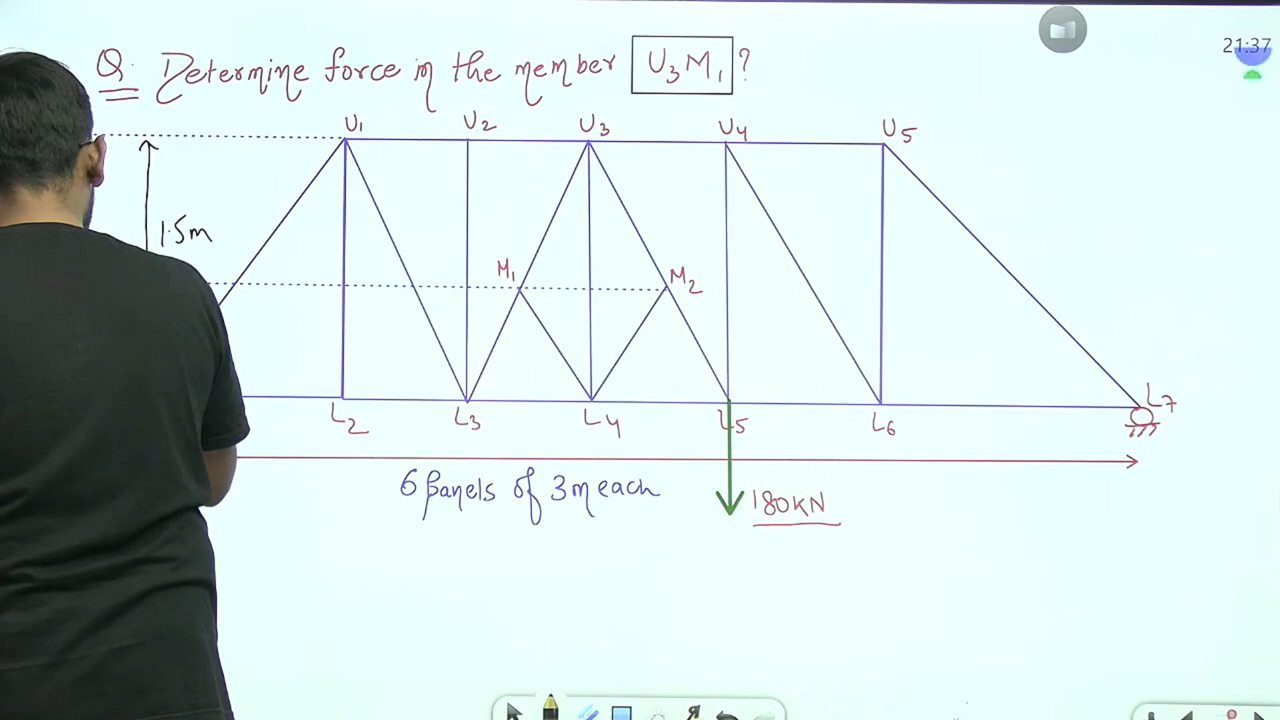 21:37
Q. Determine force in the member U3M1?
U1 U2 U3 U4 U5
1.5m
M1 M2
L2 L3 L4 L5 L6 L7
6 panels of 3m each
180KN